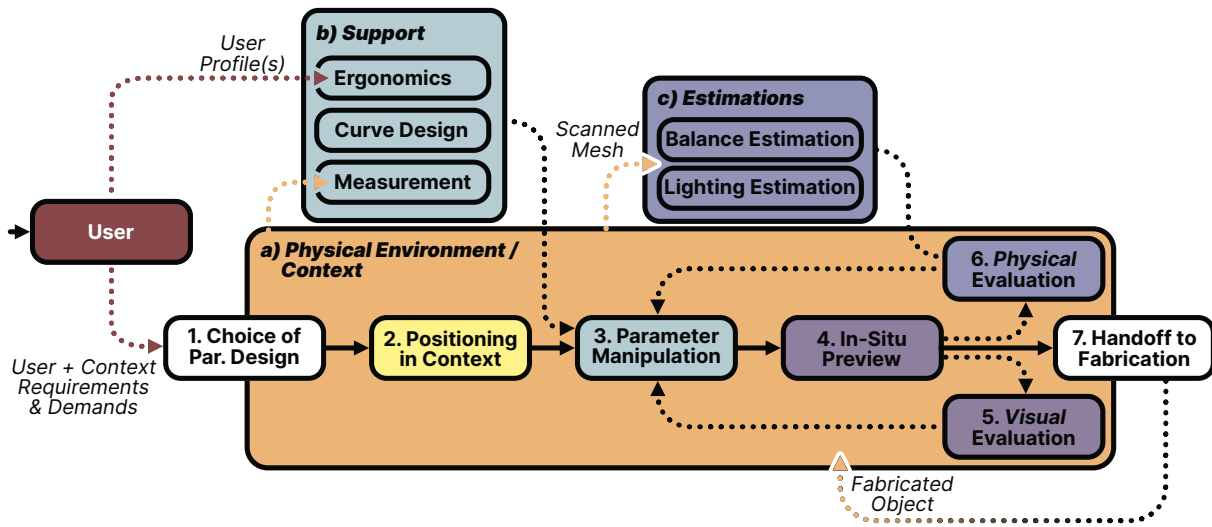 User
Profile(s)
b) Support
Ergonomics
Curve Design
Measurement
c) Estimations
Balance Estimation
Lighting Estimation
Scanned
Mesh
User
a) Physical Environment /
Context
6. Physical
Evaluation
1. Choice of
Par. Design
2. Positioning
in Context
3. Parameter
Manipulation
4. In-Situ
Preview
7. Handoff to
Fabrication
User + Context
Requirements
& Demands
5. Visual
Evaluation
Fabricated
Object